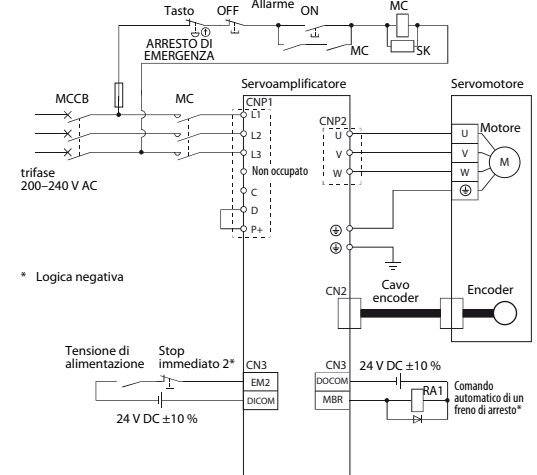 Tasto OFF Allarme ON MC
ARRESTO DI
EMERGENZA
MC SK
Servoamplificatore Servomotore
MCCB MC CNP1
L1
L2
L3
Non occupato
C
D
P+
CNP2
U
V
W
U
V
W
Motore
M
trifase
200–240 V AC
* Logica negativa
CN2
Cavo
encoder
Encoder
Tensione di
alimentazione
Stop
immediato 2*
CN3
EM2
DICOM
24 V DC ±10 %
CN3
DOCOM
MBR
24 V DC ±10 %
RA1
Comando
automatico di un
freno di arresto*